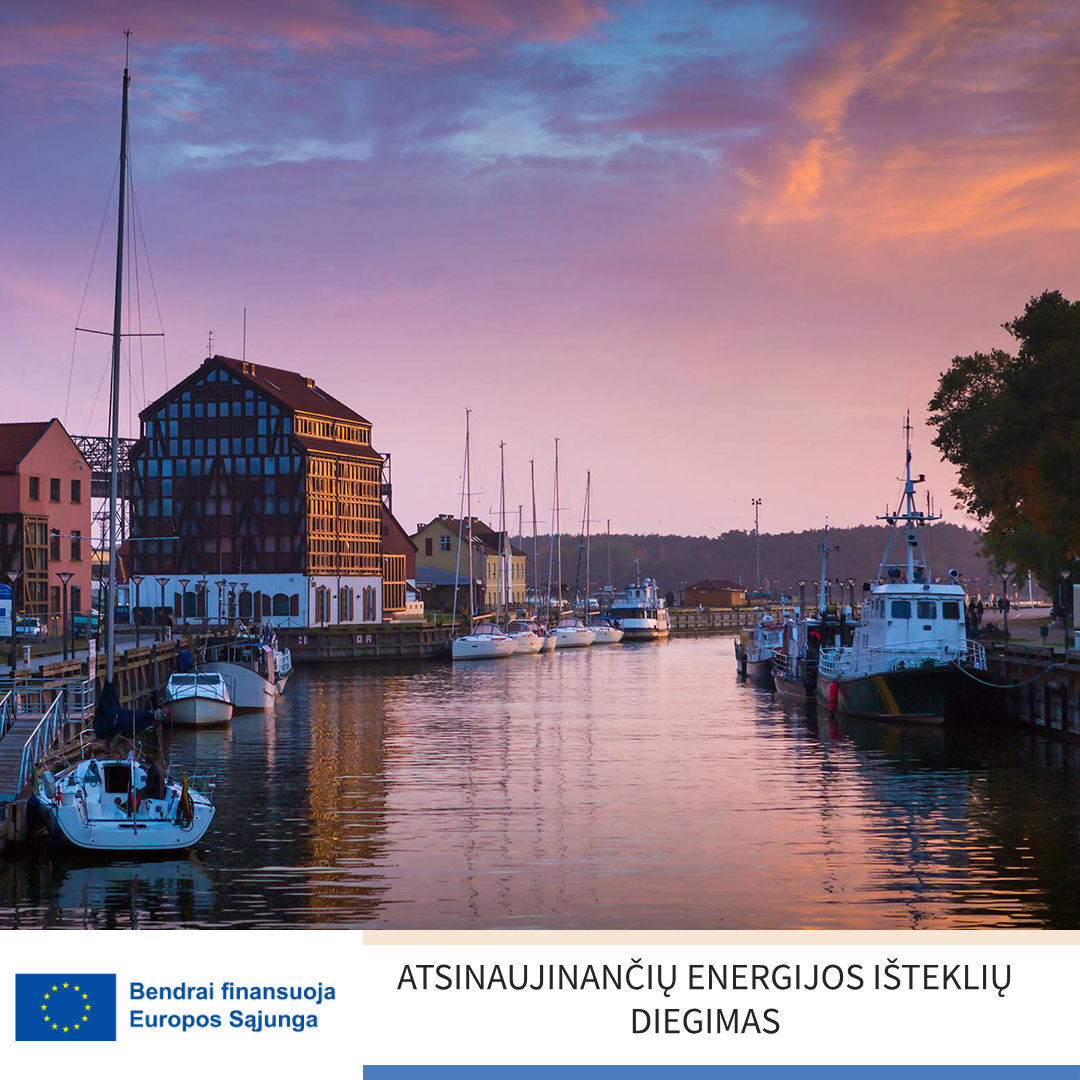 Bendrai finansuoja
Europos Sąjunga
ATSINAUJINANČIŲ ENERGIJOS IŠTEKLIŲ
DIEGIMAS